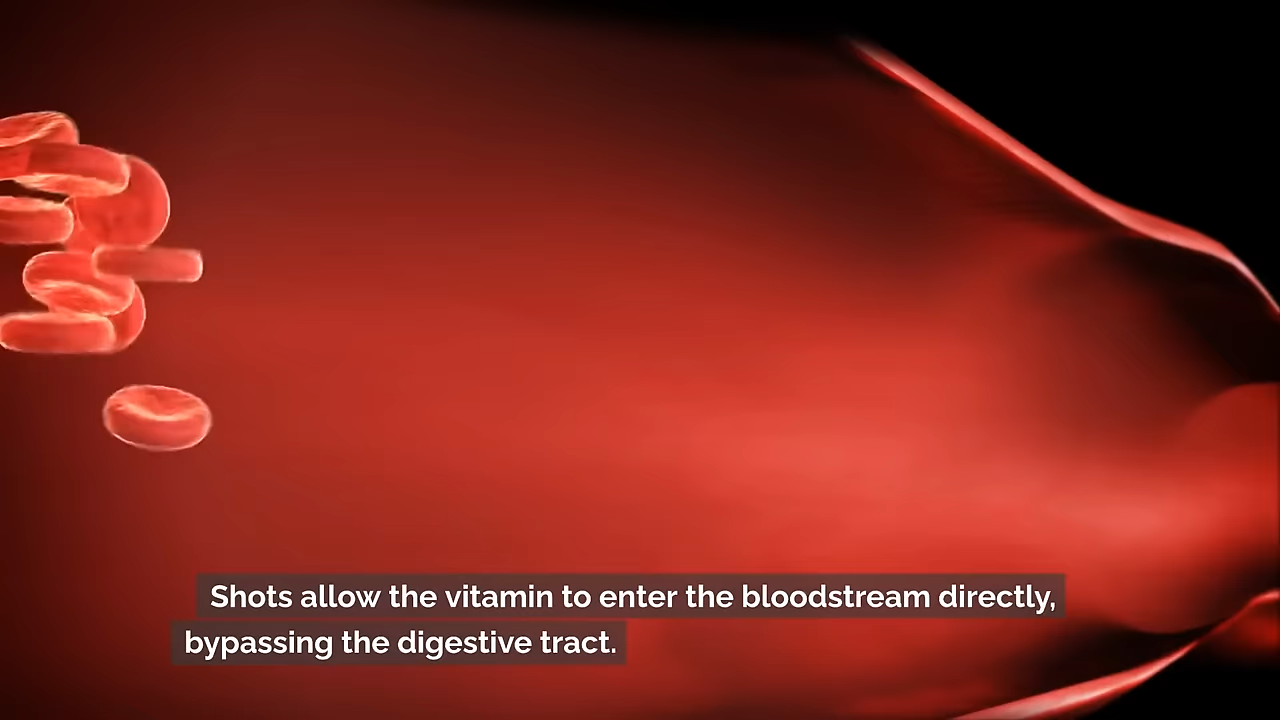 Shots allow the vitamin to enter the bloodstream directly,
bypassing the digestive tract.